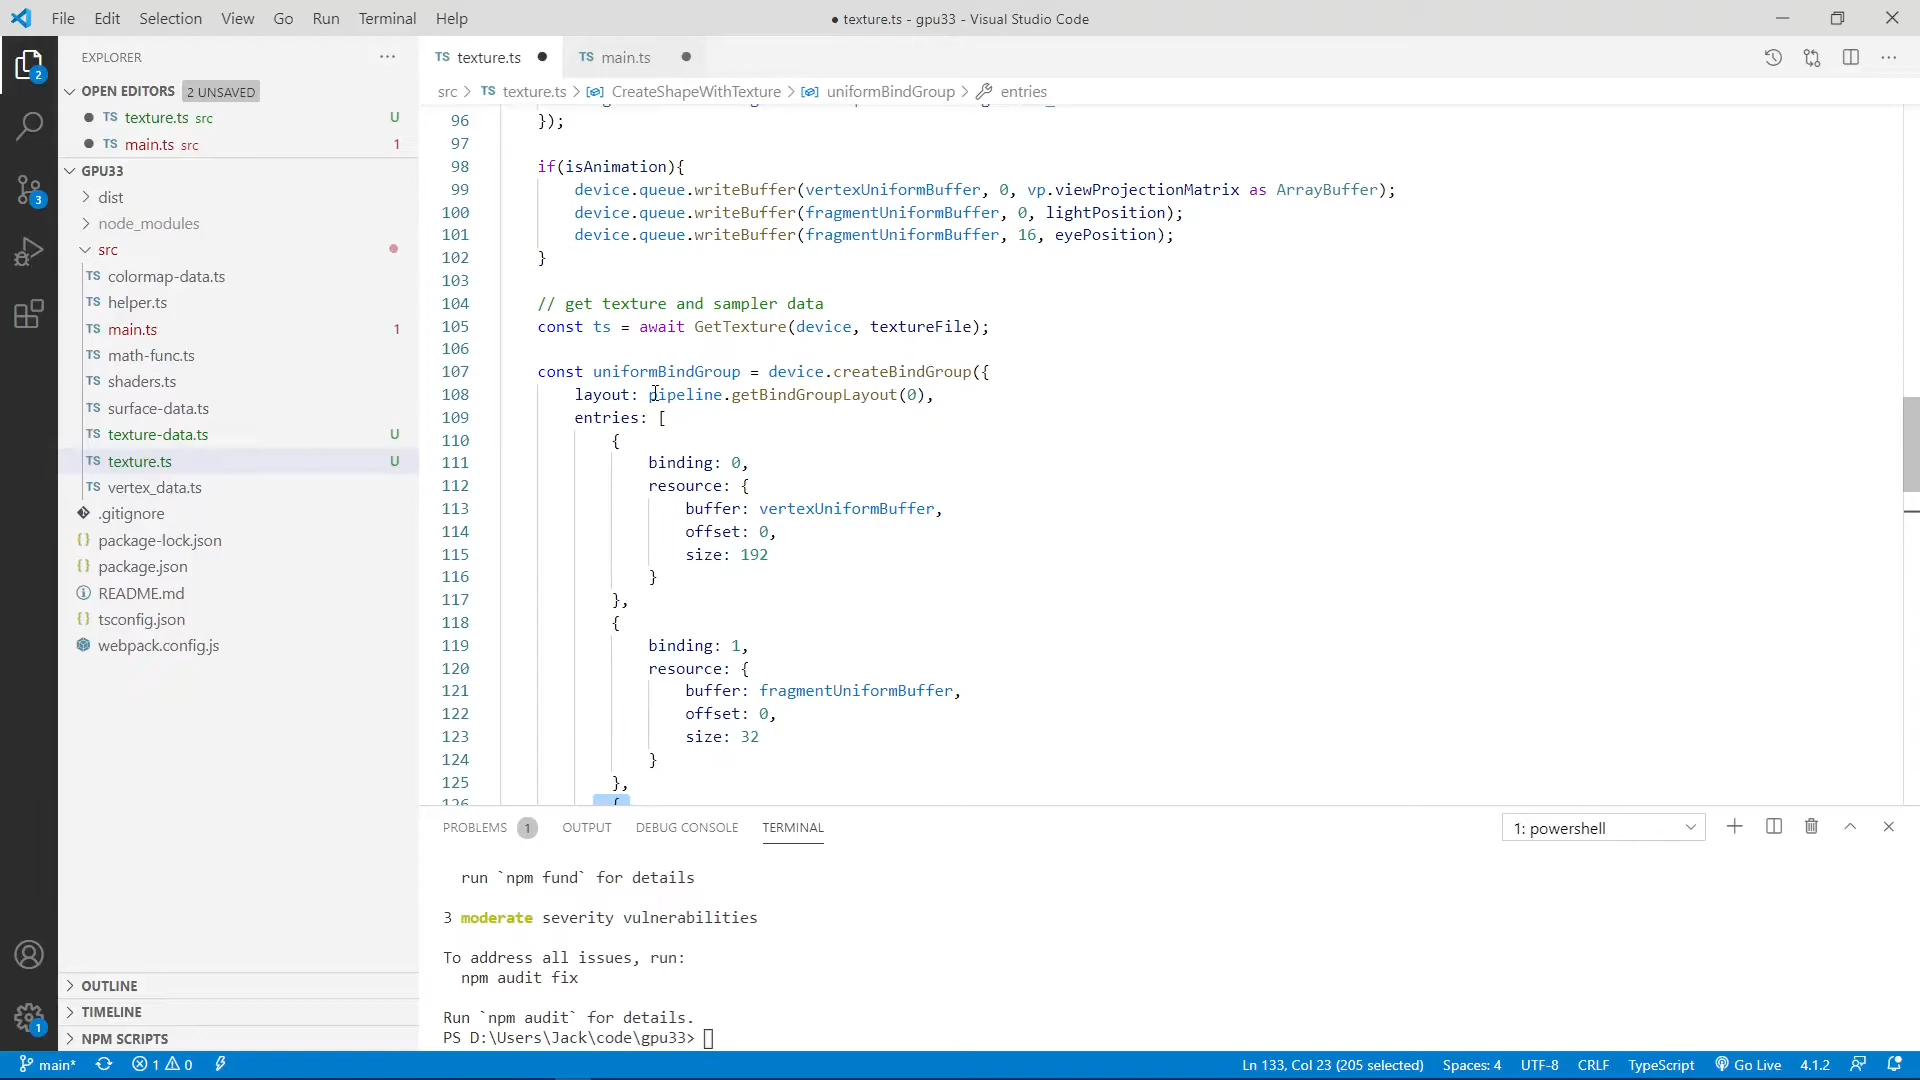 File Edit Selection View Go Run Terminal Help
● texture.ts - gpu33 - Visual Studio Code
EXPLORER
OPEN EDITORS 2 UNSAVED
TS texture.ts src U
TS main.ts src 1
GPU33
dist
node_modules
src
TS colormap-data.ts
TS helper.ts
TS main.ts 1
TS math-func.ts
TS shaders.ts
TS surface-data.ts
TS texture-data.ts U
TS texture.ts U
TS vertex_data.ts
.gitignore
{} package-lock.json
{} package.json
README.md
{} tsconfig.json
webpack.config.js
OUTLINE
TIMELINE
NPM SCRIPTS
2
3
1
TS texture.ts ● TS main.ts ●
src > TS texture.ts > CreateShapeWithTexture > uniformBindGroup > entries
96 });
97
98 if(isAnimation){
99 device.queue.writeBuffer(vertexUniformBuffer, 0, vp.viewProjectionMatrix as ArrayBuffer);
100 device.queue.writeBuffer(fragmentUniformBuffer, 0, lightPosition);
101 device.queue.writeBuffer(fragmentUniformBuffer, 16, eyePosition);
102 }
103
104 // get texture and sampler data
105 const ts = await GetTexture(device, textureFile);
106
107 const uniformBindGroup = device.createBindGroup({
108 layout: pipeline.getBindGroupLayout(0),
109 entries: [
110 {
111 binding: 0,
112 resource: {
113 buffer: vertexUniformBuffer,
114 offset: 0,
115 size: 192
116 }
117 },
118 {
119 binding: 1,
120 resource: {
121 buffer: fragmentUniformBuffer,
122 offset: 0,
123 size: 32
124 }
125 },
126 {
PROBLEMS 1 OUTPUT DEBUG CONSOLE TERMINAL 1: powershell
run `npm fund` for details
3 moderate severity vulnerabilities
To address all issues, run:
npm audit fix
Run `npm audit` for details.
PS D:\Users\Jack\code\gpu33>
main* 1 0 Ln 133, Col 23 (205 selected) Spaces: 4 UTF-8 CRLF TypeScript Go Live 4.1.2